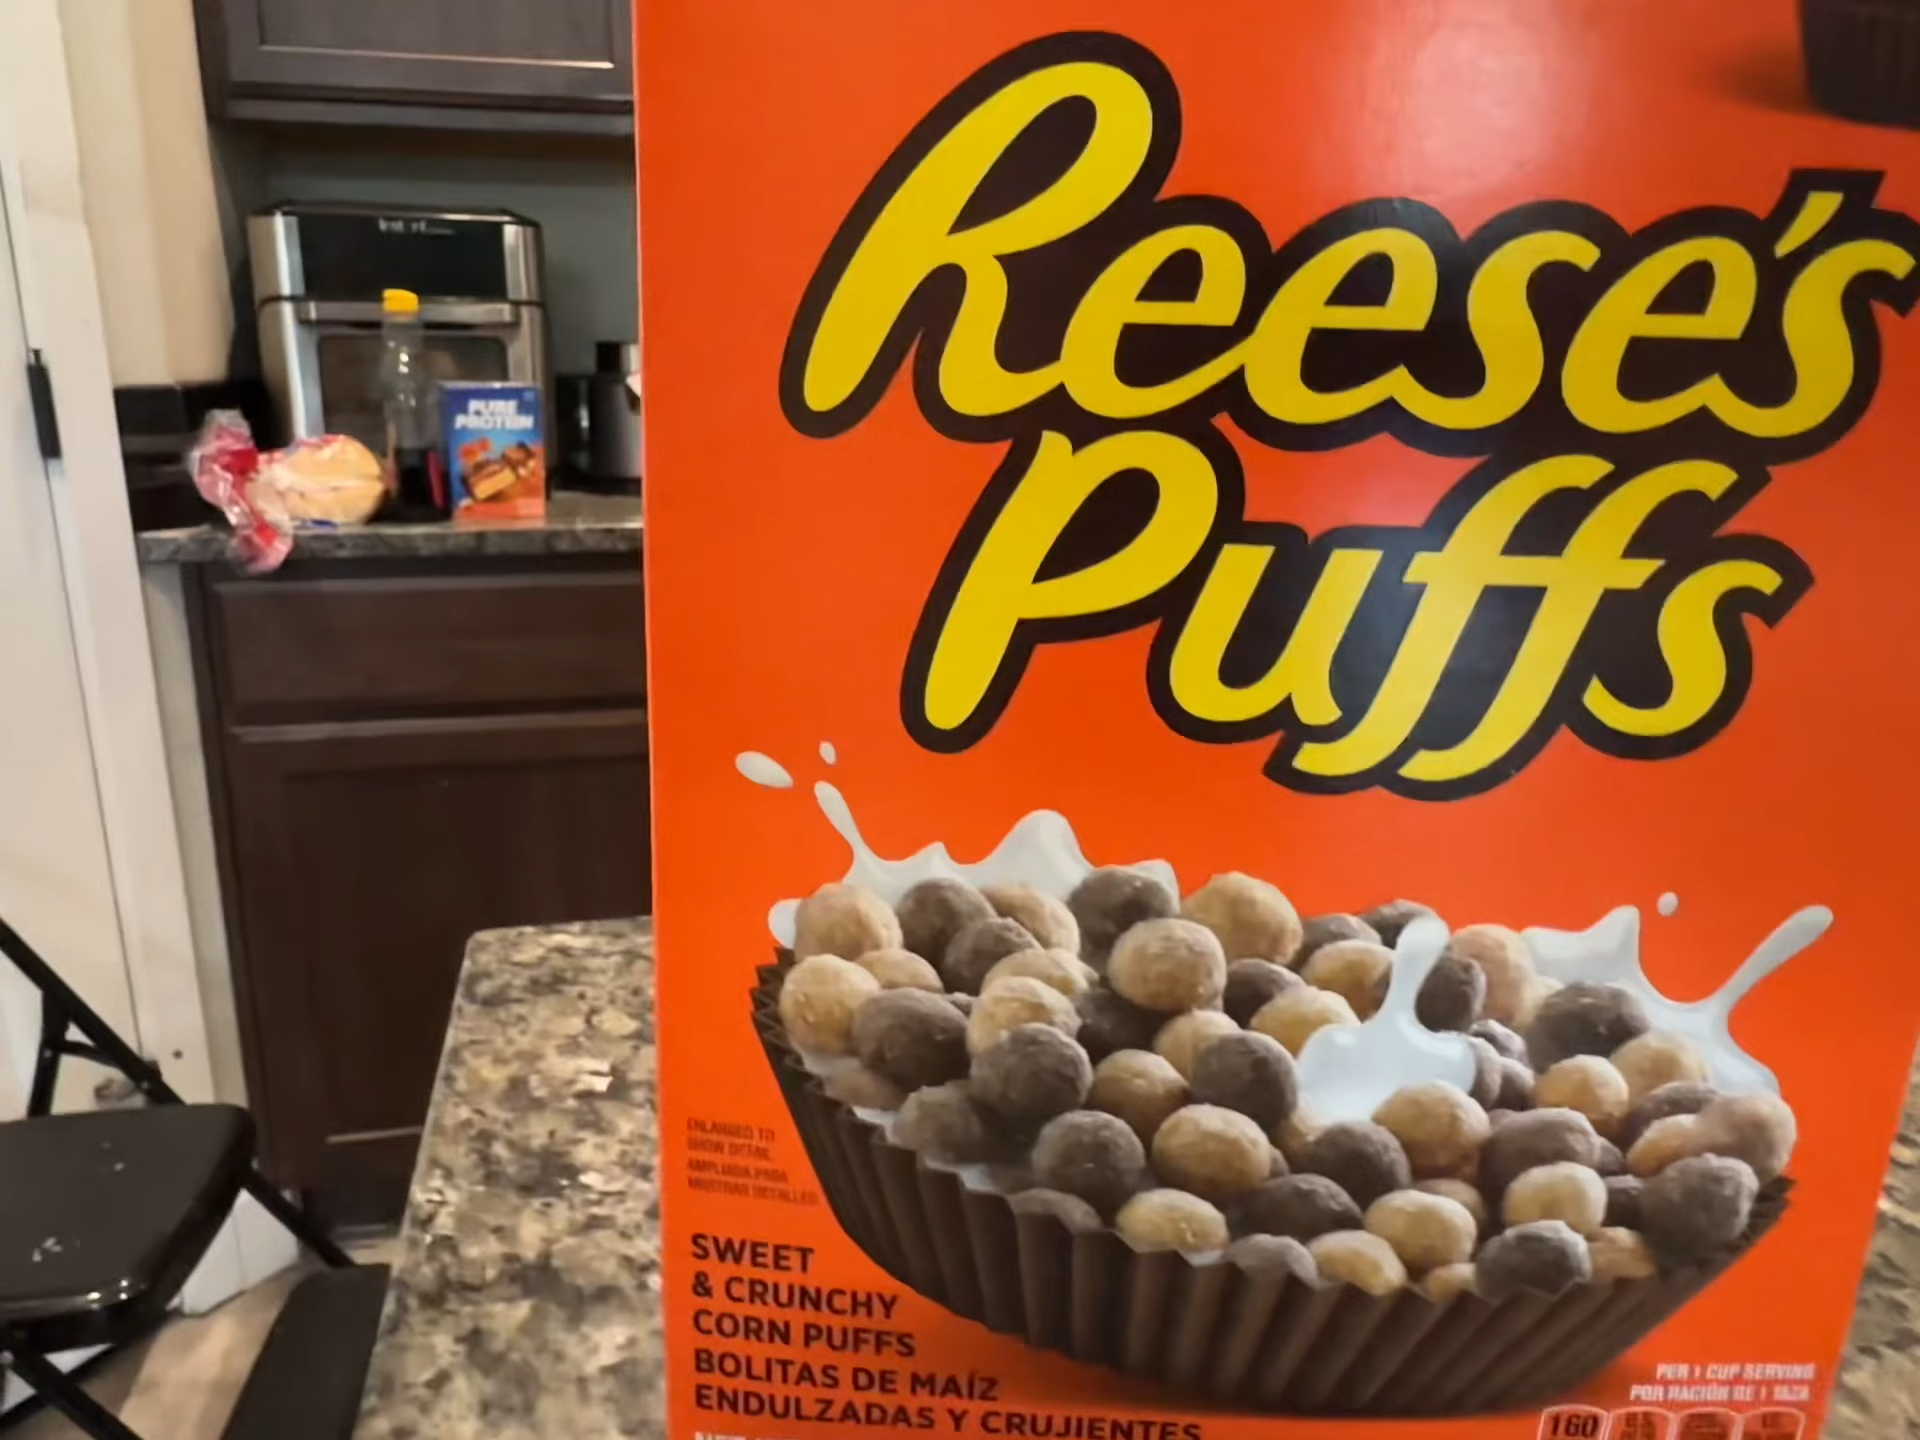 Reese's
Puffs
PURE
PROTEIN
ENLARGED TO
SHOW DETAIL.
AMPLIADA PARA
MOSTRAR DETALLES.
SWEET
& CRUNCHY
CORN PUFFS
BOLITAS DE MAÍZ
ENDULZADAS Y CRUJIENTES
PER 1 CUP SERVING
POR RACIÓN DE 1 TAZA
160